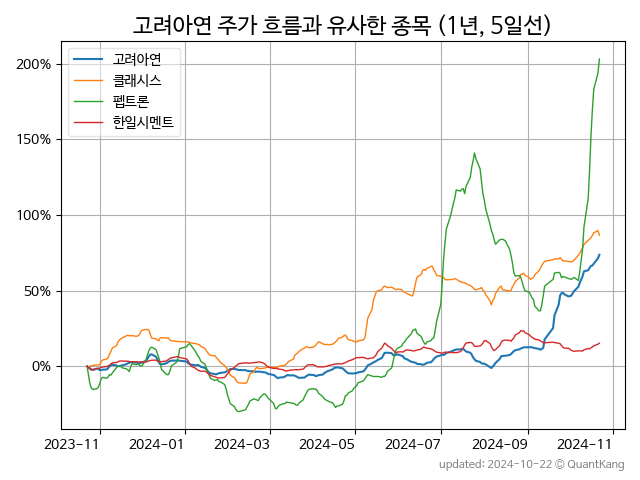 고려아연 주가 흐름과 유사한 종목 (1년, 5일선)
고려아연
클래시스
펩트론
한일시멘트
200%
150%
100%
50%
0%
2023-11
2024-01
2024-03
2024-05
2024-07
2024-09
2024-11
updated: 2024-10-22 © QuantKang